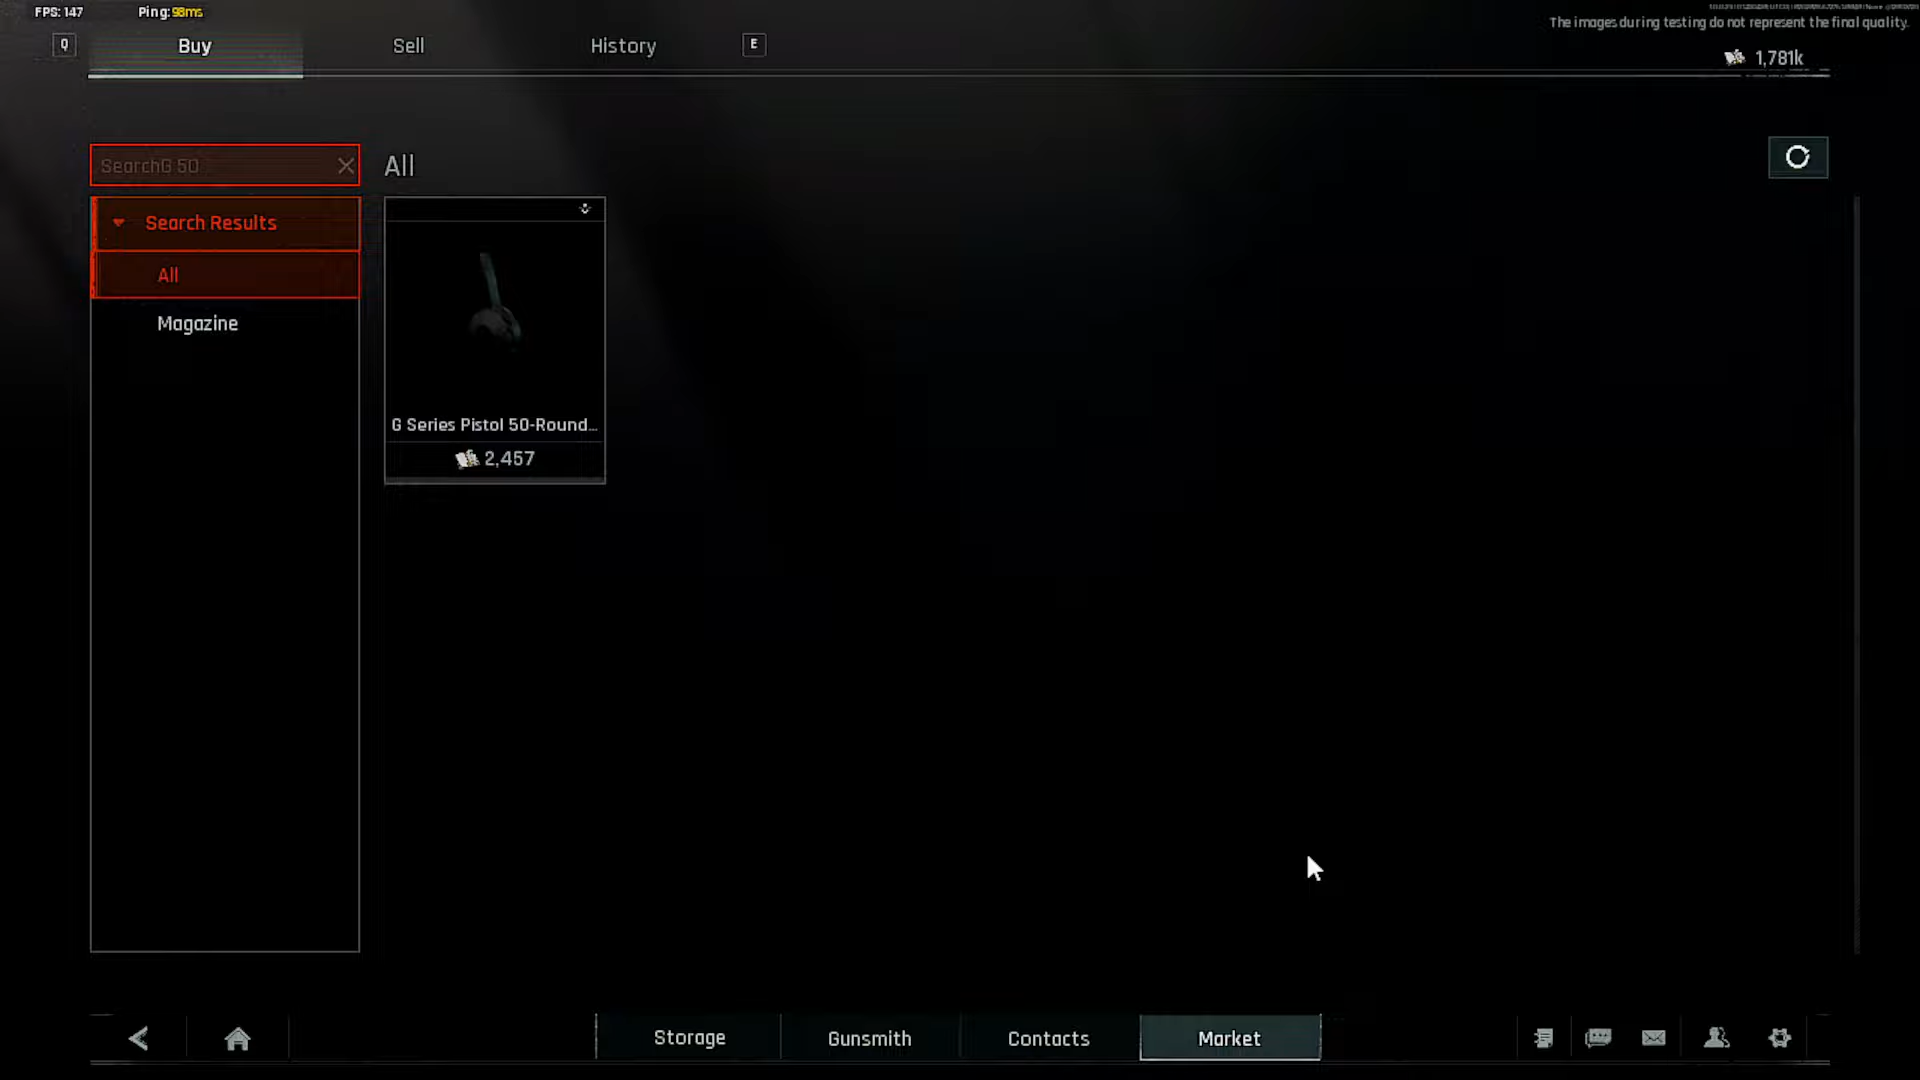 FPS: 147 Ping: 98ms
The images during testing do not represent the final quality.
Q Buy Sell History E
1,781k
SearchG 50
All
Search Results
All
Magazine
G Series Pistol 50-Round...
2,457
Storage Gunsmith Contacts Market